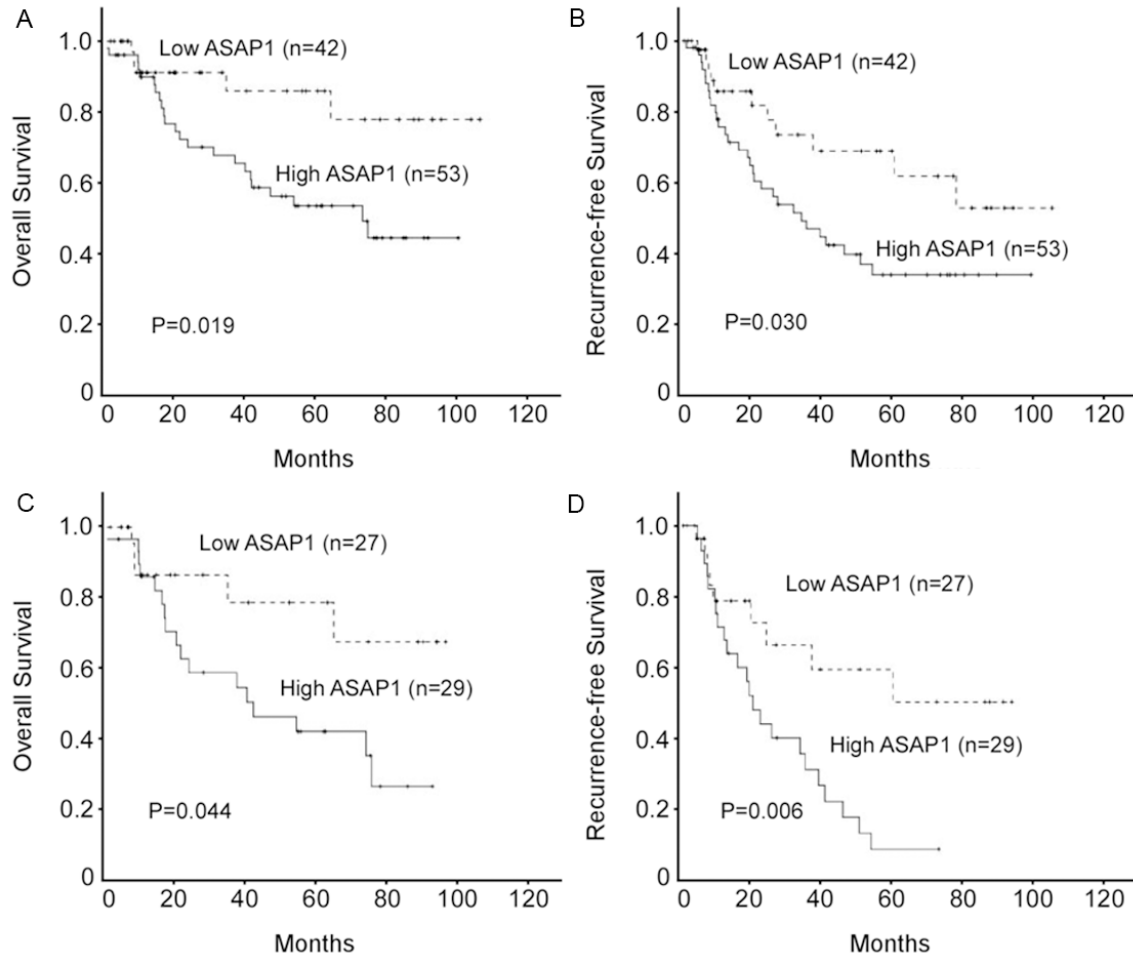 A
Overall Survival
1.0
0.8
0.6
0.4
0.2
0
Low ASAP1 (n=42)
High ASAP1 (n=53)
P=0.019
0 20 40 60 80 100 120
Months
B
Recurrence-free Survival
1.0
0.8
0.6
0.4
0.2
0
Low ASAP1 (n=42)
High ASAP1 (n=53)
P=0.030
0 20 40 60 80 100 120
Months
C
Overall Survival
1.0
0.8
0.6
0.4
0.2
0
Low ASAP1 (n=27)
High ASAP1 (n=29)
P=0.044
0 20 40 60 80 100 120
Months
D
Recurrence-free Survival
1.0
0.8
0.6
0.4
0.2
0
Low ASAP1 (n=27)
High ASAP1 (n=29)
P=0.006
0 20 40 60 80 100 120
Months